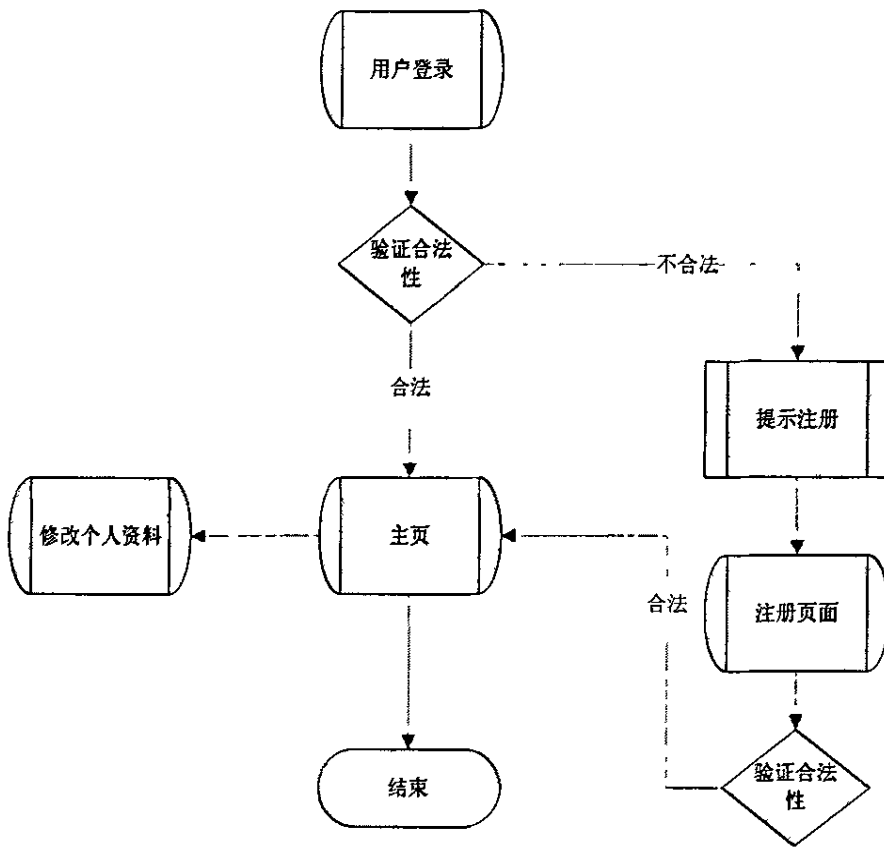 用户登录
验证合法
性
不合法
合法
提示注册
修改个人资料
主页
合法
注册页面
结束
验证合法
性